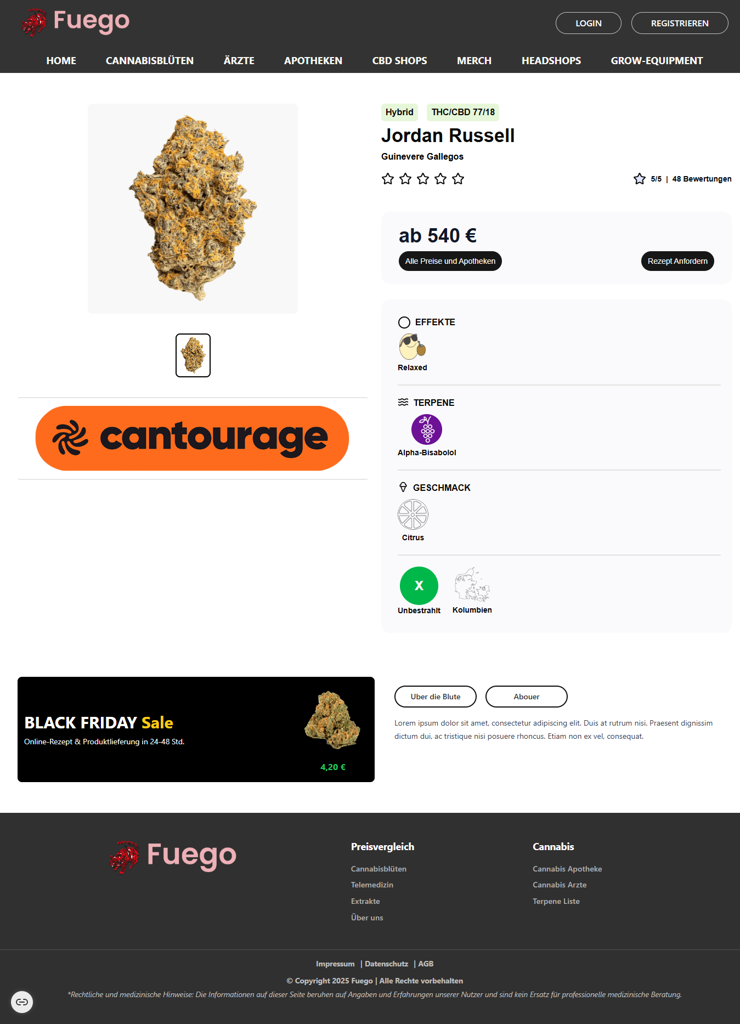 Fuego
LOGIN
REGISTRIEREN
HOME
CANNABISBLÜTEN
ÄRZTE
APOTHEKEN
CBD SHOPS
MERCH
HEADSHOPS
GROW-EQUIPMENT
Hybrid
THC/CBD 77/18
Jordan Russell
Guinevere Gallegos
5/5 | 48 Bewertungen
ab 540 €
Alle Preise und Apotheken
Rezept Anfordern
EFFEKTE
Relaxed
TERPENE
Alpha-Bisabolol
GESCHMACK
Citrus
X
Unbestrahlt
Kolumbien
cantourage
BLACK FRIDAY Sale
Online-Rezept & Produktlieferung in 24-48 Std.
4,20 €
Uber die Blute
Abouer
Lorem ipsum dolor sit amet, consectetur adipiscing elit. Duis at rutrum nisi. Praesent dignissim
dictum dui, ac tristique nisi posuere rhoncus. Etiam non ex vel, consequat.
Fuego
Preisvergleich
Cannabisblüten
Telemedizin
Extrakte
Über uns
Cannabis
Cannabis Apotheke
Cannabis Arzte
Terpene Liste
Impressum | Datenschutz | AGB
© Copyright 2025 Fuego | Alle Rechte vorbehalten
*Rechtliche und medizinische Hinweise: Die Informationen auf dieser Seite beruhen auf Angaben und Erfahrungen unserer Nutzer und sind kein Ersatz für professionelle medizinische Beratung.